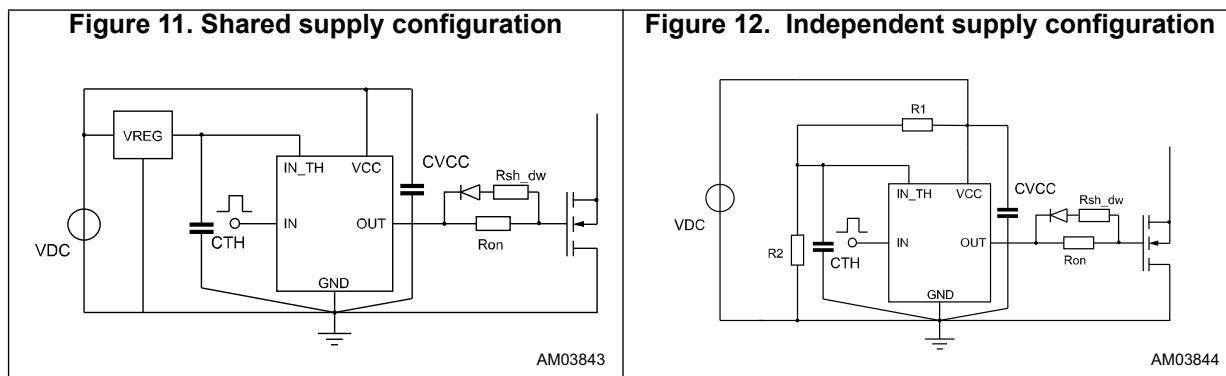 Figure 11. Shared supply configuration
VREG
IN_TH
VCC
CVCC
Rsh_dw
IN
OUT
Ron
CTH
VDC
GND
AM03843
Figure 12. Independent supply configuration
R1
IN_TH
VCC
CVCC
Rsh_dw
VDC
IN
OUT
Ron
R2
CTH
GND
AM03844